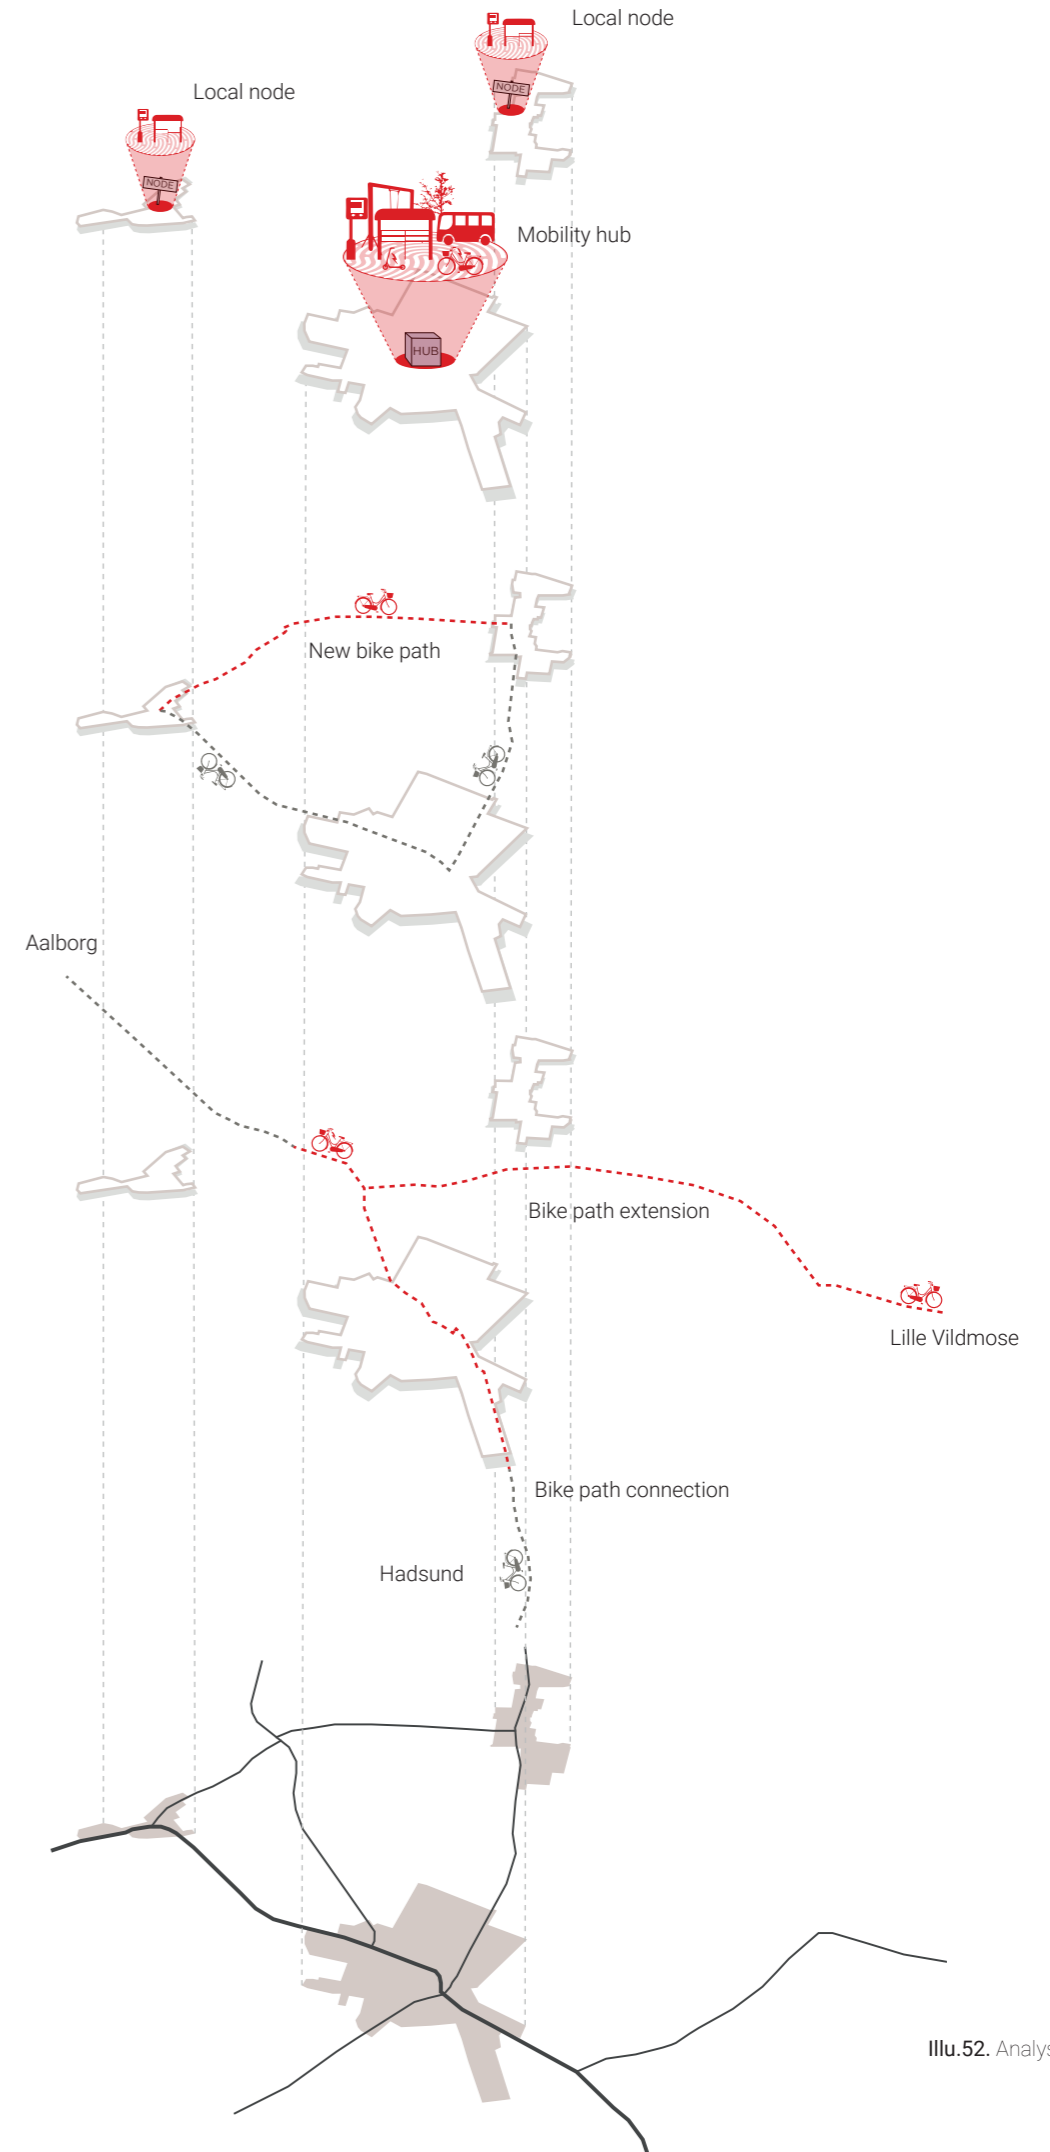 Local node
NODE
Local node
NODE
Mobility hub
HUB
New bike path
Aalborg
Bike path extension
Lille Vildmose
Bike path connection
Hadsund
Illu.52.